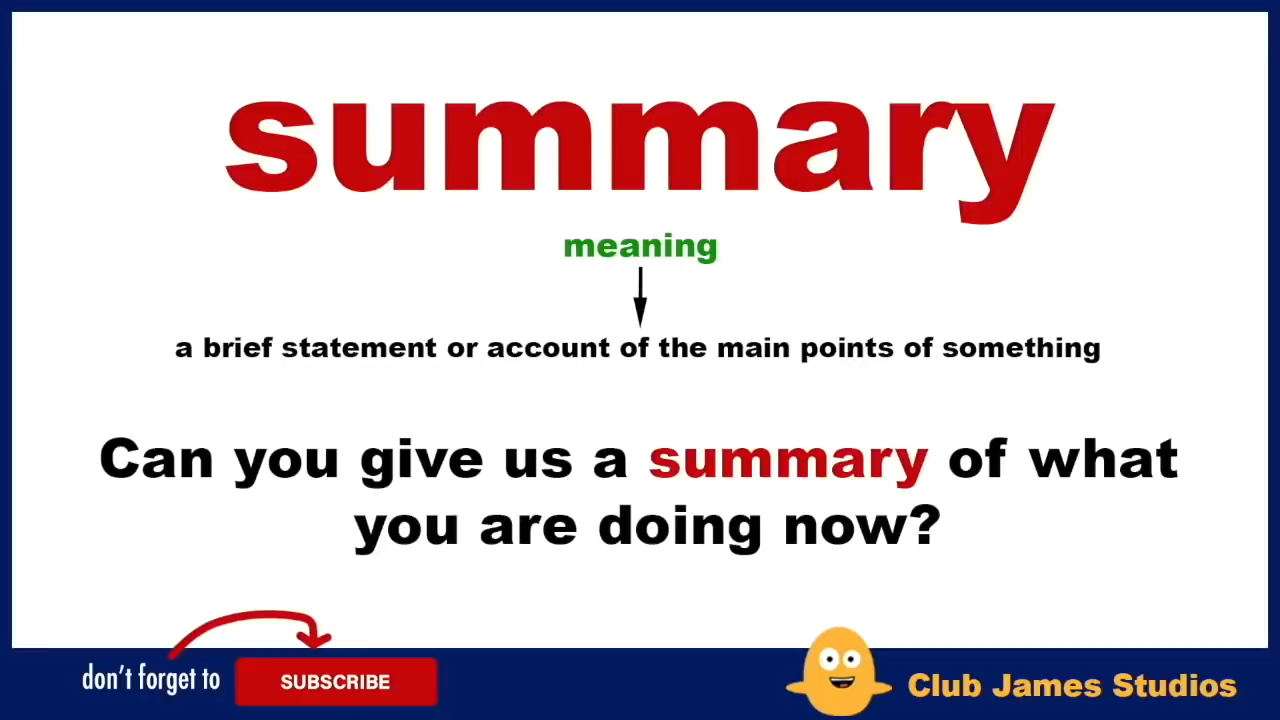 summary
meaning
a brief statement or account of the main points of something
Can you give us a summary of what
you are doing now?
don't forget to
SUBSCRIBE
Club James Studios